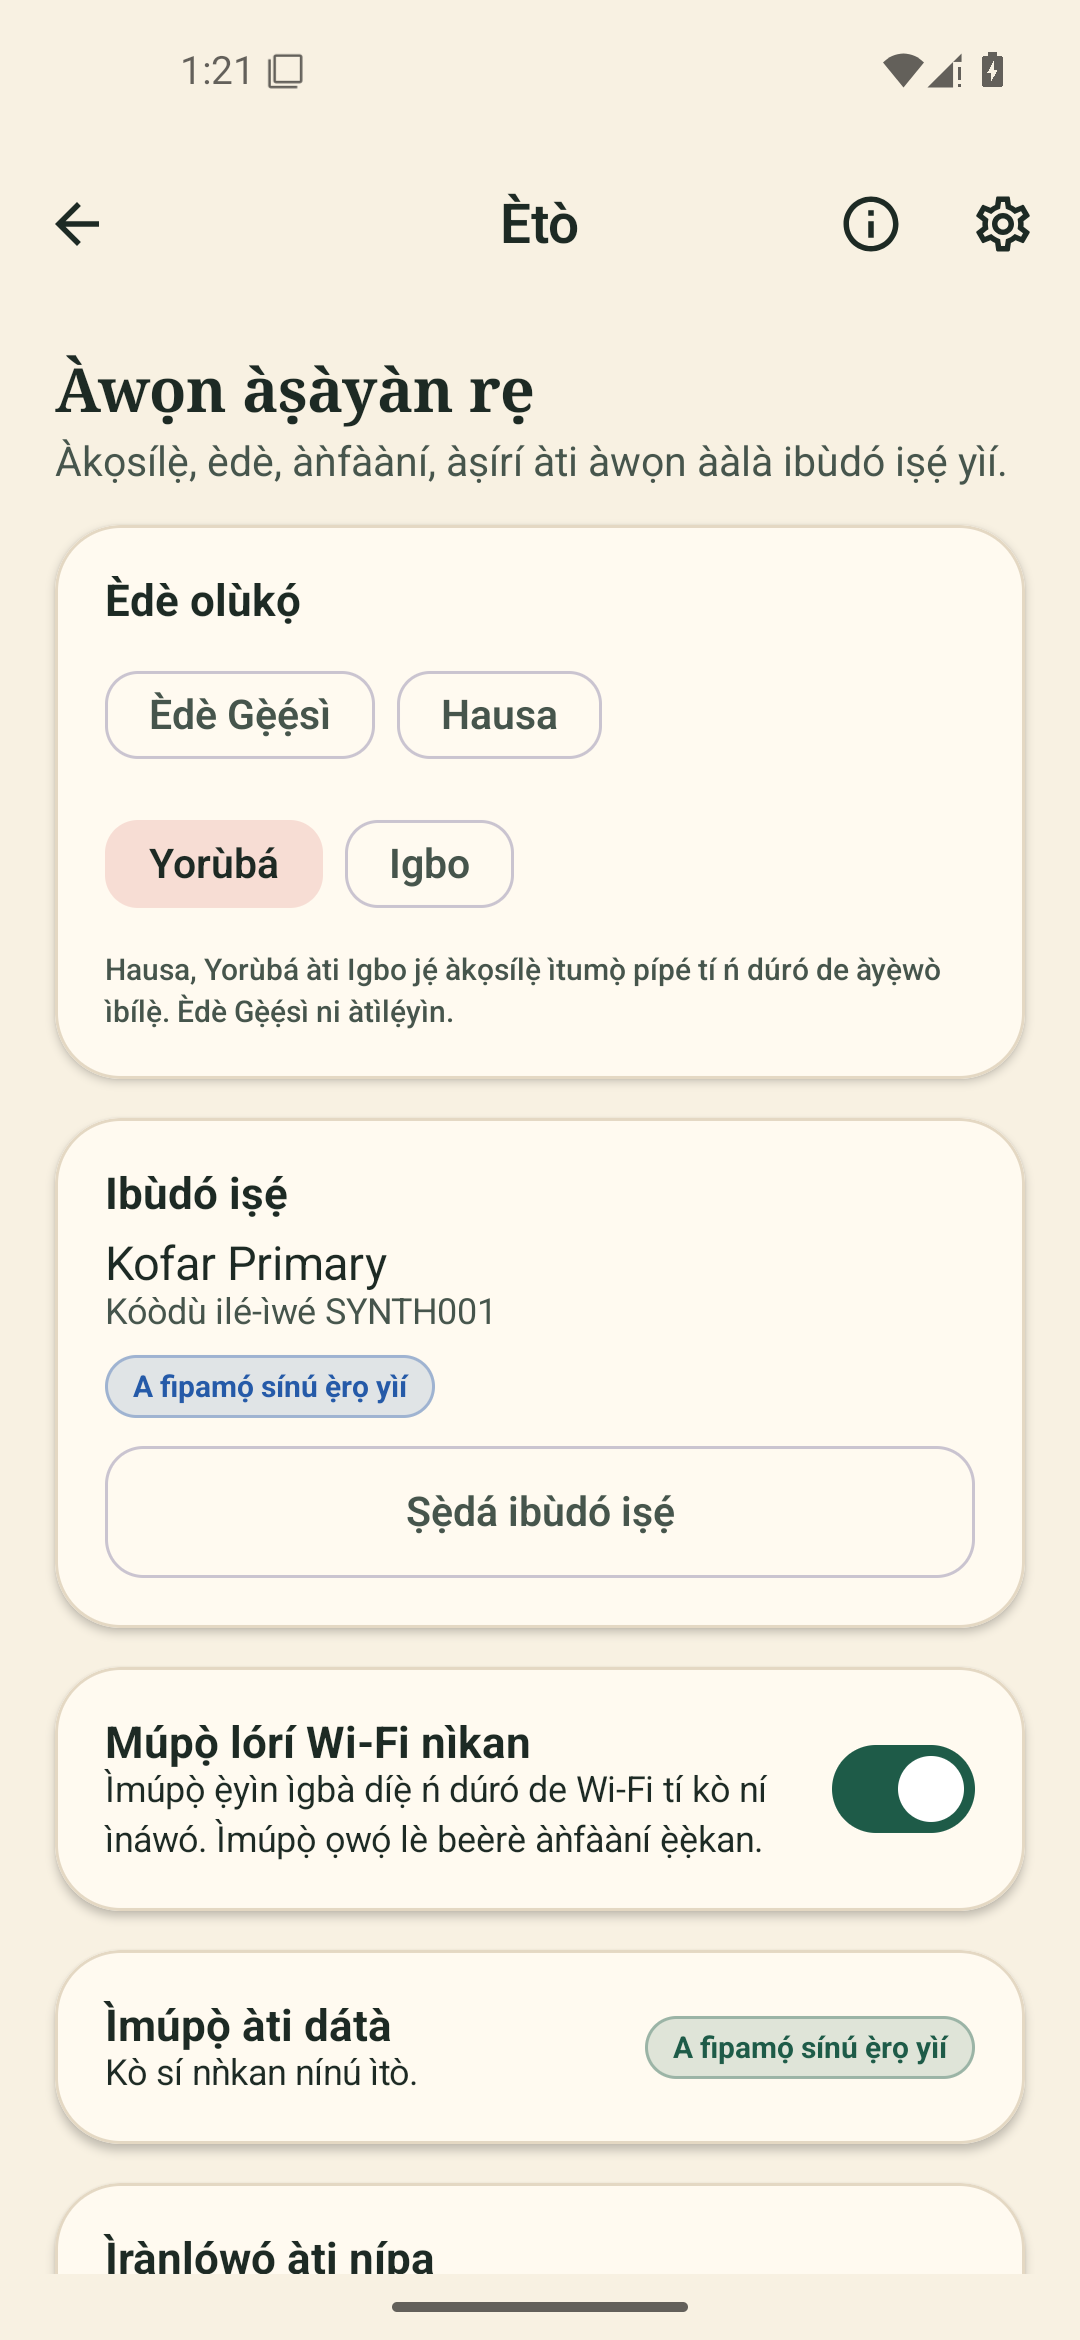 1:21
Ètò
Àwọn àṣàyàn rẹ
Àkọsílẹ̀, èdè, àǹfààní, àṣírí àti àwọn ààlà ibùdó iṣẹ́ yìí.
Èdè olùkọ́
Èdè Gẹ̀ẹ́sì
Hausa
Yorùbá
Igbo
Hausa, Yorùbá àti Igbo jẹ́ àkọsílẹ̀ ìtumọ̀ pípé tí ń dúró de àyẹ̀wò
ìbílẹ̀. Èdè Gẹ̀ẹ́sì ni àtìlẹ́yìn.
Ibùdó iṣẹ́
Kofar Primary
Kóòdù ilé-ìwé SYNTH001
A fipamọ́ sínú ẹ̀rọ yìí
Ṣẹ̀dá ibùdó iṣẹ́
Múpọ̀ lórí Wi-Fi nìkan
Ìmúpọ̀ ẹ̀yìn ìgbà díẹ̀ ń dúró de Wi-Fi tí kò ní
ìnáwó. Ìmúpọ̀ ọwọ́ lè beèrè àǹfààní ẹ̀ẹ̀kan.
Ìmúpọ̀ àti dátà
Kò sí nǹkan nínú ìtò.
A fipamọ́ sínú ẹ̀rọ yìí
Ìrànlówó àti nípa